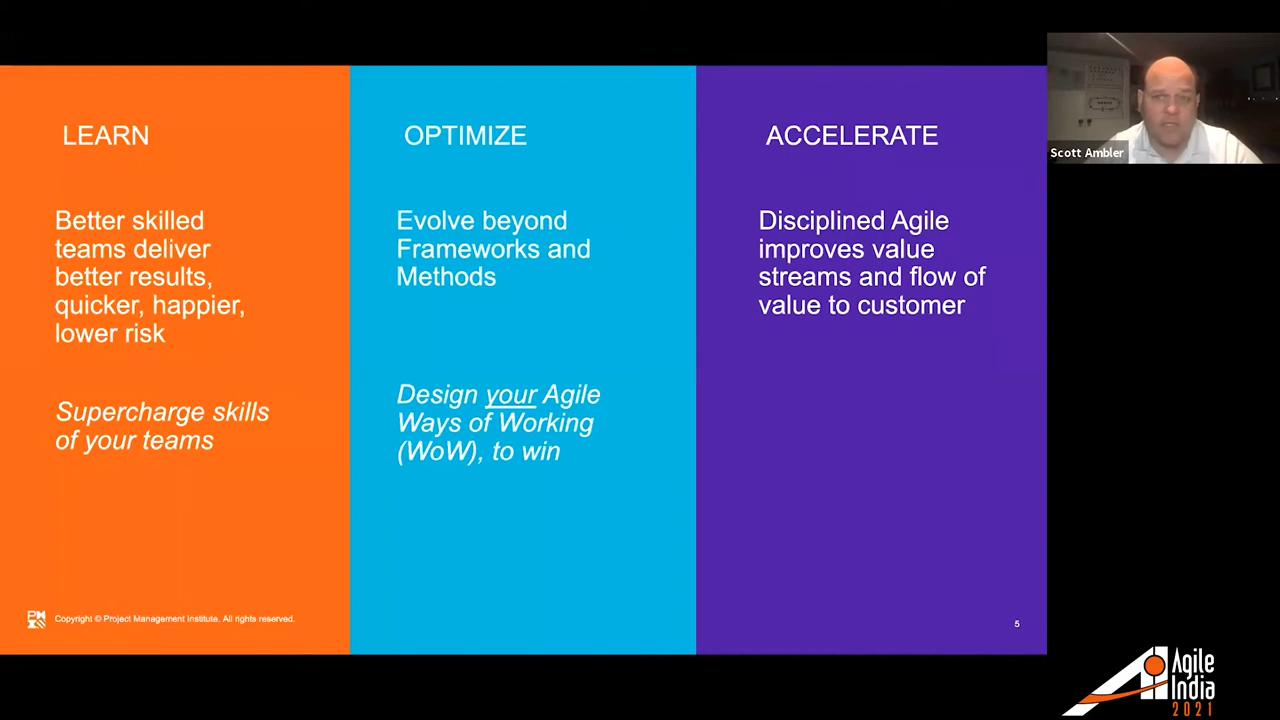 LEARN
Better skilled
teams deliver
better results,
quicker, happier,
lower risk
Supercharge skills
of your teams
OPTIMIZE
Evolve beyond
Frameworks and
Methods
Design your Agile
Ways of Working
(WoW), to win
ACCELERATE
Disciplined Agile
improves value
streams and flow of
value to customer
Copyright © Project Management Institute. All rights reserved.
5
Scott Ambler
Agile
India
2021